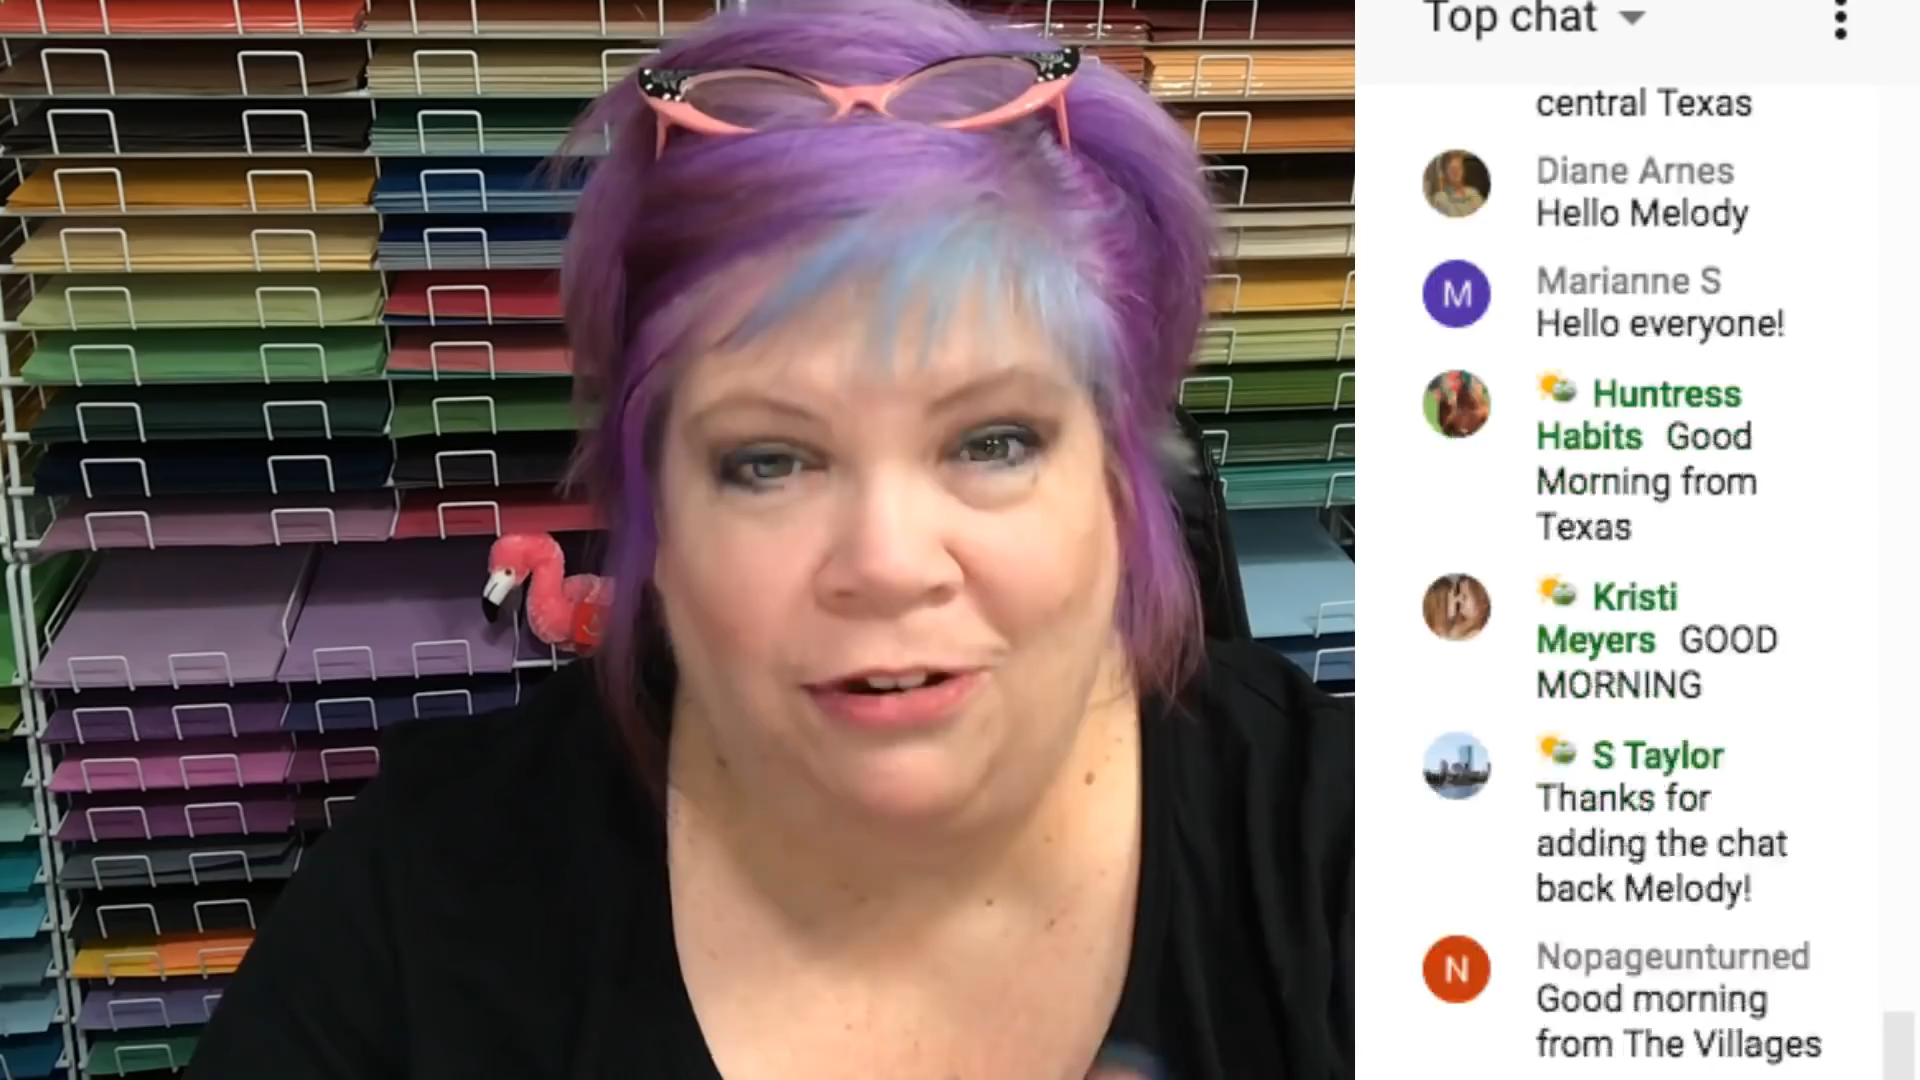 Top chat
central Texas
Diane Arnes
Hello Melody
M
Marianne S
Hello everyone!
Huntress
Habits Good
Morning from
Texas
H
Kristi
Meyers GOOD
MORNING
S Taylor
Thanks for
adding the chat
back Melody!
N
Nopageunturned
Good morning
from The Villages